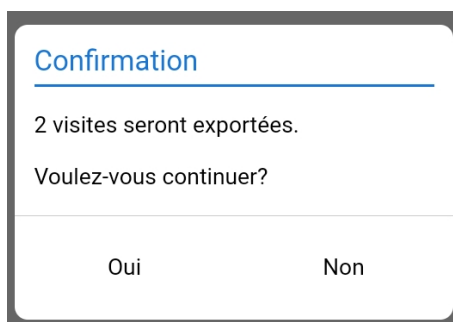 Confirmation
2 visites seront exportées.
Voulez-vous continuer?
Oui
Non